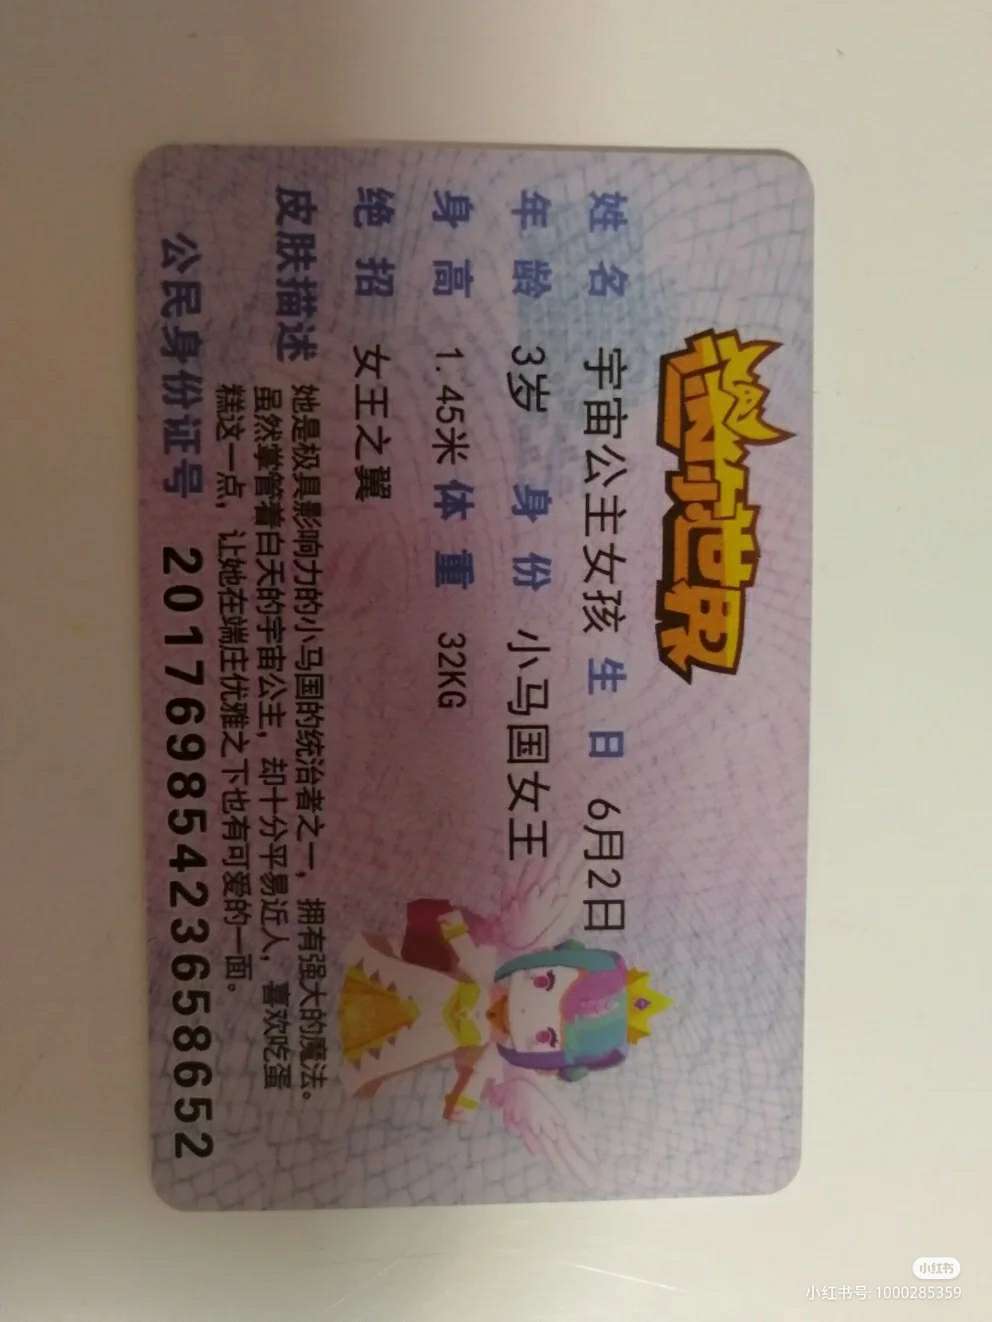 迷你世界
姓名 宇宙公主女孩 生日 6月2日
年龄 3岁 身份 小马国女王
身高 1.45米 体重 32KG
绝招 女王之翼
皮肤描述 她是极具影响力的小马国的统治者之一，拥有强大的魔法。
虽然掌管着白天的宇宙公主，却十分平易近人，喜欢吃蛋
糕这一点，让她在端庄优雅之下也有可爱的一面。
公民身份证号 20176985423658652
小红书
小红书号: 1000285359